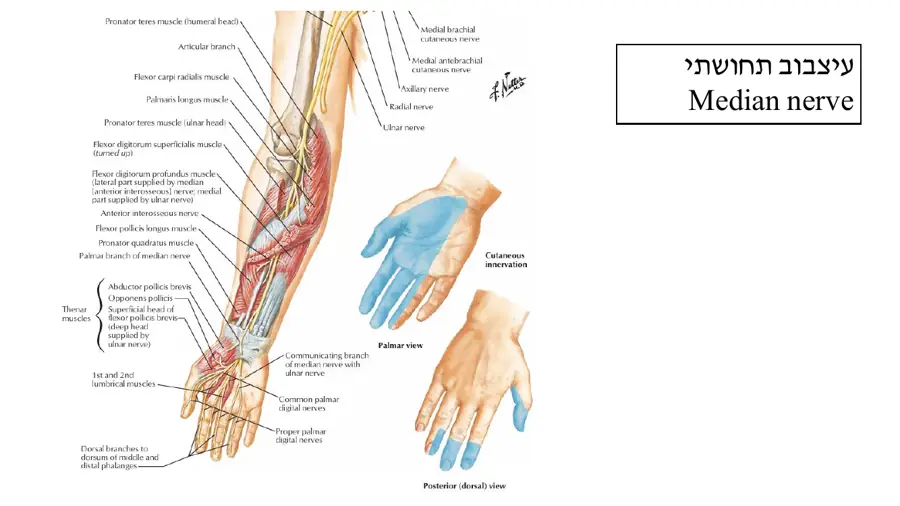 Pronator teres muscle (humeral head)
Articular branch
Flexor carpi radialis muscle
Palmaris longus muscle
Pronator teres muscle (ulnar head)
Flexor digitorum superficialis muscle
(turned up)
Flexor digitorum profundus muscle
(lateral part supplied by median
[anterior interosseous] nerve; medial
part supplied by ulnar nerve)
Anterior interosseous nerve
Flexor pollicis longus muscle
Pronator quadratus muscle
Palmar branch of median nerve
Thenar
muscles
Abductor pollicis brevis
Opponens pollicis
Superficial head of
flexor pollicis brevis
(deep head
supplied by
ulnar nerve)
1st and 2nd
lumbrical muscles
Dorsal branches to
dorsum of middle and
distal phalanges
Medial brachial
cutaneous nerve
Medial antebrachial
cutaneous nerve
Axillary nerve
Radial nerve
Ulnar nerve
Communicating branch
of median nerve with
ulnar nerve
Common palmar
digital nerves
Proper palmar
digital nerves
Cutaneous
innervation
Palmar view
Posterior (dorsal) view
עיצבוב תחושתי
Median nerve